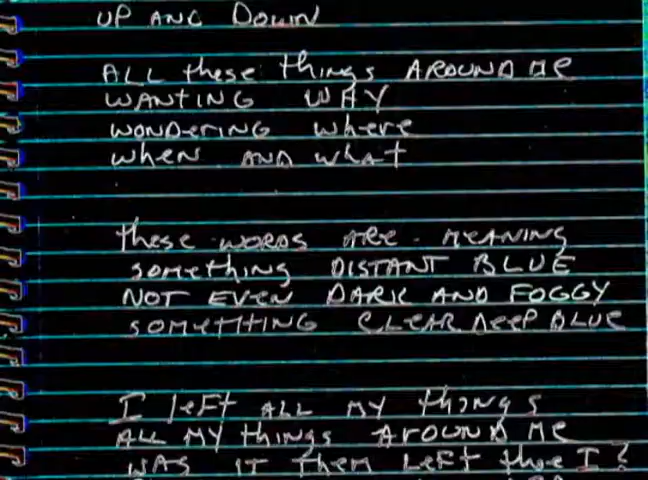 UP AND DOWN
ALL these things AROUND ME
WANTING WHY
WONDERING where
when AND what
these WORDS ARE MEANING
something DISTANT BLUE
NOT EVEN DARK AND FOGGY
SOMETHING CLEAR DEEP BLUE
I left ALL MY things
ALL MY things AROUND ME
WAS IT THEM LEFT I?